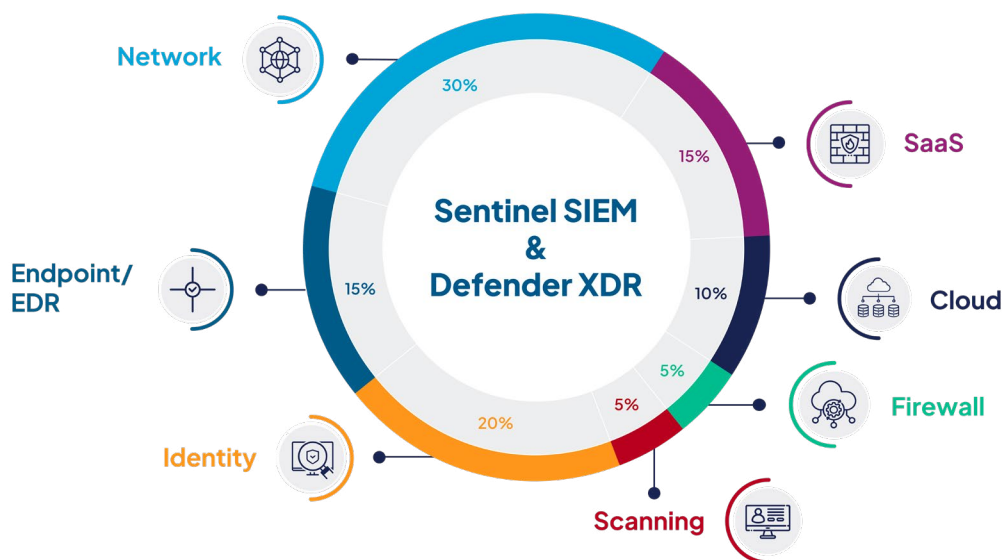 Network
30%
SaaS
15%
Sentinel SIEM
&
Defender XDR
Endpoint/
EDR
15%
10%
Cloud
5%
Firewall
5%
20%
Identity
Scanning